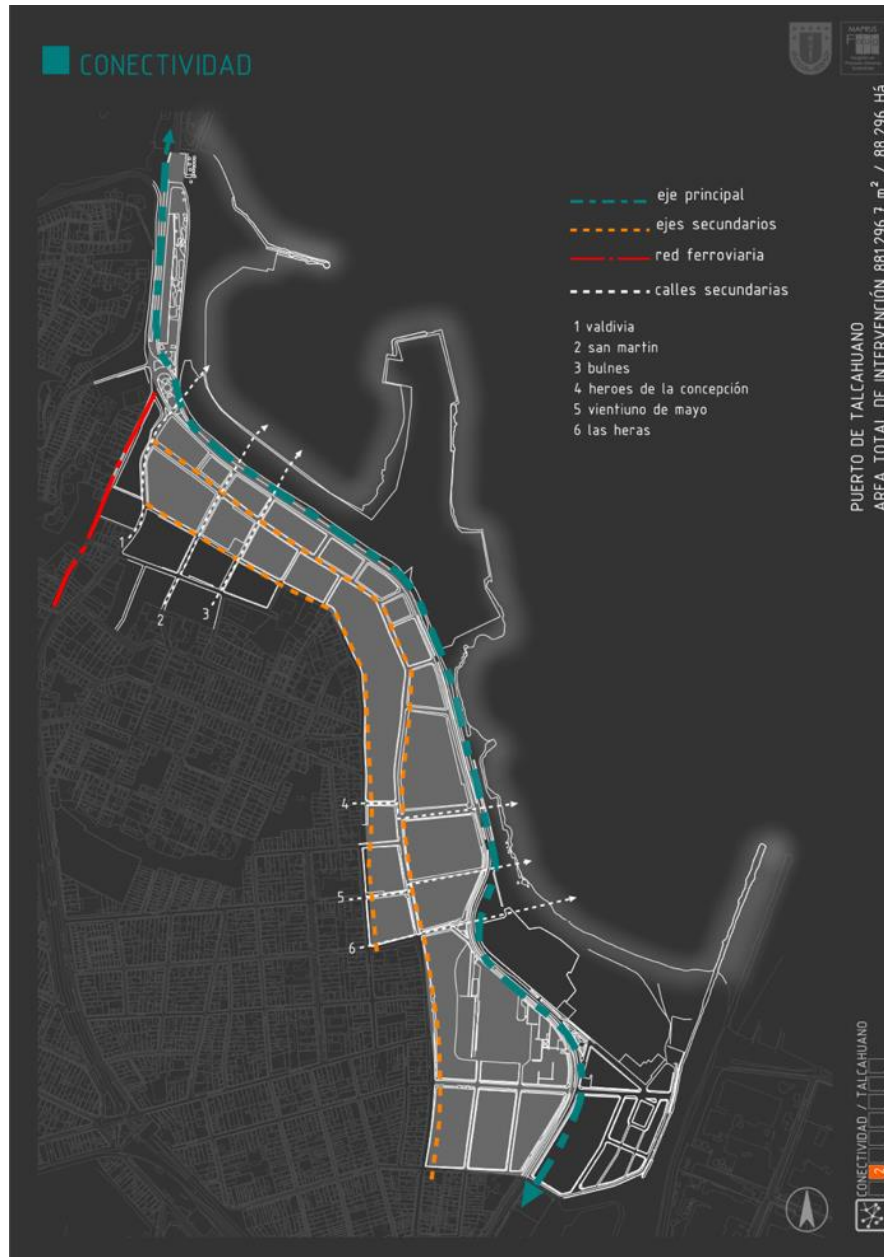 CONECTIVIDAD
MAPRUS
eje principal
ejes secundarios
red ferroviaria
calles secundarias
1 valdivia
2 san martin
3 bulnes
4 heroes de la concepción
5 vientiuno de mayo
6 las heras
1
2
3
4
5
6
PUERTO DE TALCAHUANO
AREA TOTAL DE INTERVENCIÓN 881296.7 m² / 88.296 Há
CONECTIVIDAD / TALCAHUANO
2